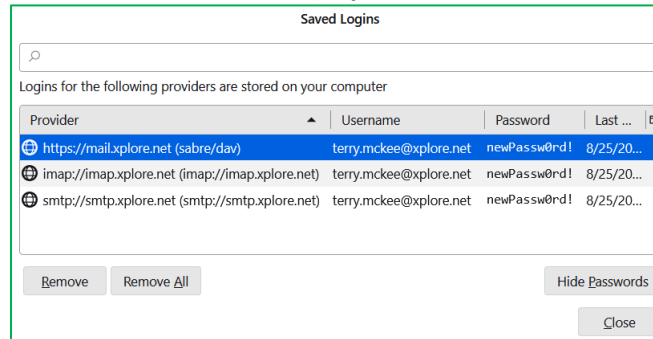 Saved Logins
Logins for the following providers are stored on your computer
Provider Username Password Last ...
https://mail.xplore.net (sabre/dav) terry.mckee@xplore.net newPassw0rd! 8/25/20...
imap://imap.xplore.net (imap://imap.xplore.net) terry.mckee@xplore.net newPassw0rd! 8/25/20...
smtp://smtp.xplore.net (smtp://smtp.xplore.net) terry.mckee@xplore.net newPassw0rd! 8/25/20...
Remove Remove All Hide Passwords
Close